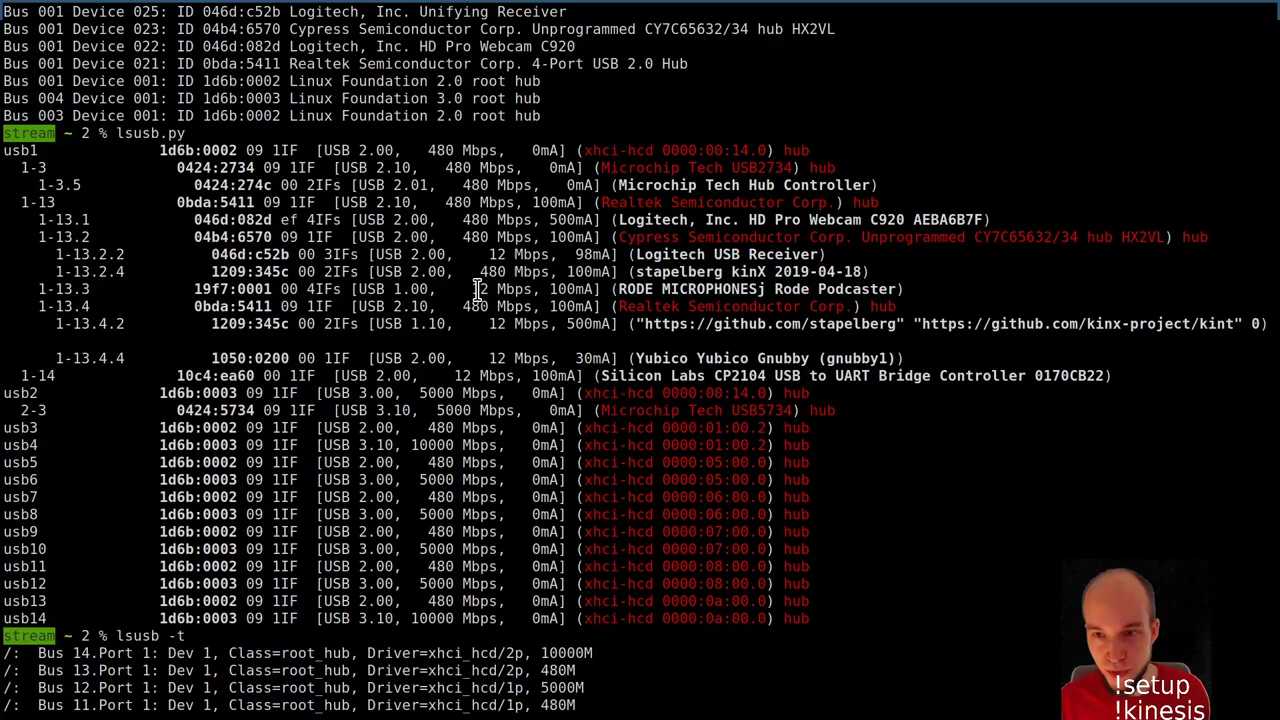 Bus 001 Device 025: ID 046d:c52b Logitech, Inc. Unifying Receiver
Bus 001 Device 023: ID 04b4:6570 Cypress Semiconductor Corp. Unprogrammed CY7C65632/34 hub HX2VL
Bus 001 Device 022: ID 046d:082d Logitech, Inc. HD Pro Webcam C920
Bus 001 Device 021: ID 0bda:5411 Realtek Semiconductor Corp. 4-Port USB 2.0 Hub
Bus 001 Device 001: ID 1d6b:0002 Linux Foundation 2.0 root hub
Bus 004 Device 001: ID 1d6b:0003 Linux Foundation 3.0 root hub
Bus 003 Device 001: ID 1d6b:0002 Linux Foundation 2.0 root hub
stream ~ 2 % lsusb.py
usb1 1d6b:0002 09 1IF [USB 2.00, 480 Mbps, 0mA] (xhci-hcd 0000:00:14.0) hub
1-3 0424:2734 09 1IF [USB 2.10, 480 Mbps, 0mA] (Microchip Tech USB2734) hub
1-3.5 0424:274c 00 2IFs [USB 2.01, 480 Mbps, 0mA] (Microchip Tech Hub Controller)
1-13 0bda:5411 09 1IF [USB 2.10, 480 Mbps, 100mA] (Realtek Semiconductor Corp.) hub
1-13.1 046d:082d ef 4IFs [USB 2.00, 480 Mbps, 500mA] (Logitech, Inc. HD Pro Webcam C920 AEBA6B7F)
1-13.2 04b4:6570 09 1IF [USB 2.00, 480 Mbps, 100mA] (Cypress Semiconductor Corp. Unprogrammed CY7C65632/34 hub HX2VL) hub
1-13.2.2 046d:c52b 00 3IFs [USB 2.00, 12 Mbps, 98mA] (Logitech USB Receiver)
1-13.2.4 1209:345c 00 2IFs [USB 2.00, 480 Mbps, 100mA] (stapelberg kinX 2019-04-18)
1-13.3 19f7:0001 00 4IFs [USB 1.00, 12 Mbps, 100mA] (RODE MICROPHONESj Rode Podcaster)
1-13.4 0bda:5411 09 1IF [USB 2.10, 480 Mbps, 100mA] (Realtek Semiconductor Corp.) hub
1-13.4.2 1209:345c 00 2IFs [USB 1.10, 12 Mbps, 500mA] ("https://github.com/stapelberg" "https://github.com/kinx-project/kint" 0)
1-13.4.4 1050:0200 00 1IF [USB 2.00, 12 Mbps, 30mA] (Yubico Yubico Gnubby (gnubby1))
1-14 10c4:ea60 00 1IF [USB 2.00, 12 Mbps, 100mA] (Silicon Labs CP2104 USB to UART Bridge Controller 0170CB22)
usb2 1d6b:0003 09 1IF [USB 3.00, 5000 Mbps, 0mA] (xhci-hcd 0000:00:14.0) hub
2-3 0424:5734 09 1IF [USB 3.10, 5000 Mbps, 0mA] (Microchip Tech USB5734) hub
usb3 1d6b:0002 09 1IF [USB 2.00, 480 Mbps, 0mA] (xhci-hcd 0000:01:00.2) hub
usb4 1d6b:0003 09 1IF [USB 3.10, 10000 Mbps, 0mA] (xhci-hcd 0000:01:00.2) hub
usb5 1d6b:0002 09 1IF [USB 2.00, 480 Mbps, 0mA] (xhci-hcd 0000:05:00.0) hub
usb6 1d6b:0003 09 1IF [USB 3.00, 5000 Mbps, 0mA] (xhci-hcd 0000:05:00.0) hub
usb7 1d6b:0002 09 1IF [USB 2.00, 480 Mbps, 0mA] (xhci-hcd 0000:06:00.0) hub
usb8 1d6b:0003 09 1IF [USB 3.00, 5000 Mbps, 0mA] (xhci-hcd 0000:06:00.0) hub
usb9 1d6b:0002 09 1IF [USB 2.00, 480 Mbps, 0mA] (xhci-hcd 0000:07:00.0) hub
usb10 1d6b:0003 09 1IF [USB 3.00, 5000 Mbps, 0mA] (xhci-hcd 0000:07:00.0) hub
usb11 1d6b:0002 09 1IF [USB 2.00, 480 Mbps, 0mA] (xhci-hcd 0000:08:00.0) hub
usb12 1d6b:0003 09 1IF [USB 3.00, 5000 Mbps, 0mA] (xhci-hcd 0000:08:00.0) hub
usb13 1d6b:0002 09 1IF [USB 2.00, 480 Mbps, 0mA] (xhci-hcd 0000:0a:00.0) hub
usb14 1d6b:0003 09 1IF [USB 3.10, 10000 Mbps, 0mA] (xhci-hcd 0000:0a:00.0) hub
stream ~ 2 % lsusb -t
/: Bus 14.Port 1: Dev 1, Class=root_hub, Driver=xhci_hcd/2p, 10000M
/: Bus 13.Port 1: Dev 1, Class=root_hub, Driver=xhci_hcd/2p, 480M
/: Bus 12.Port 1: Dev 1, Class=root_hub, Driver=xhci_hcd/1p, 5000M
/: Bus 11.Port 1: Dev 1, Class=root_hub, Driver=xhci_hcd/1p, 480M
!setup
!kinesis